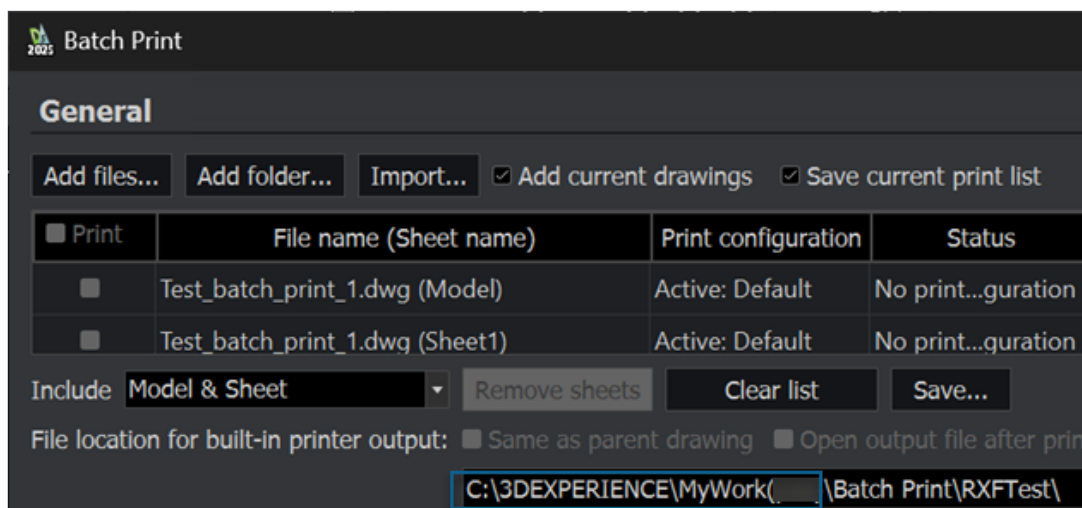 2025 Batch Print
General
Add files... Add folder... Import... Add current drawings Save current print list
Print File name (Sheet name) Print configuration Status
Test_batch_print_1.dwg (Model) Active: Default No print...guration
Test_batch_print_1.dwg (Sheet1) Active: Default No print...guration
Include Model & Sheet Remove sheets Clear list Save...
File location for built-in printer output: Same as parent drawing Open output file after prin
C:\3DEXPERIENCE\MyWork( \Batch Print\RXFTest\